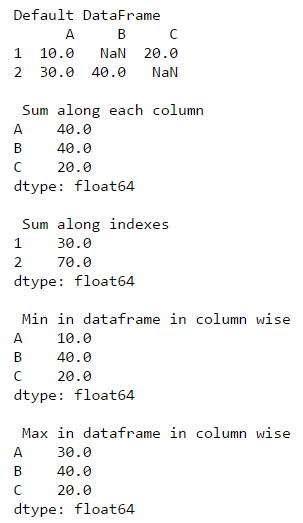 Default DataFrame
      A     B     C
1  10.0   NaN  20.0
2  30.0  40.0   NaN

 Sum along each column
A    40.0
B    40.0
C    20.0
dtype: float64

 Sum along indexes
1    30.0
2    70.0
dtype: float64

 Min in dataframe in column wise
A    10.0
B    40.0
C    20.0
dtype: float64

 Max in dataframe in column wise
A    30.0
B    40.0
C    20.0
dtype: float64